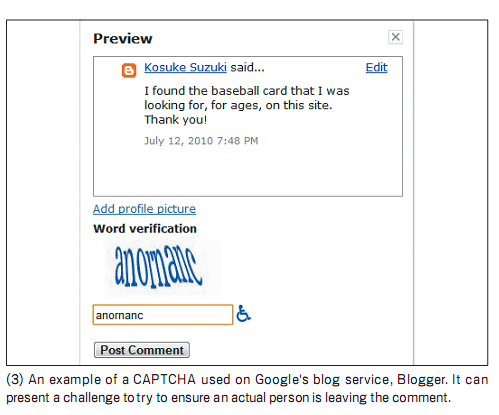 Preview
Kosuke Suzuki said... Edit
I found the baseball card that I was
looking for, for ages, on this site.
Thank you!
July 12, 2010 7:48 PM
Add profile picture
Word verification
anornanc
anornanc
Post Comment
(3) An example of a CAPTCHA used on Google's blog service, Blogger. It can
present a challenge to try to ensure an actual person is leaving the comment.